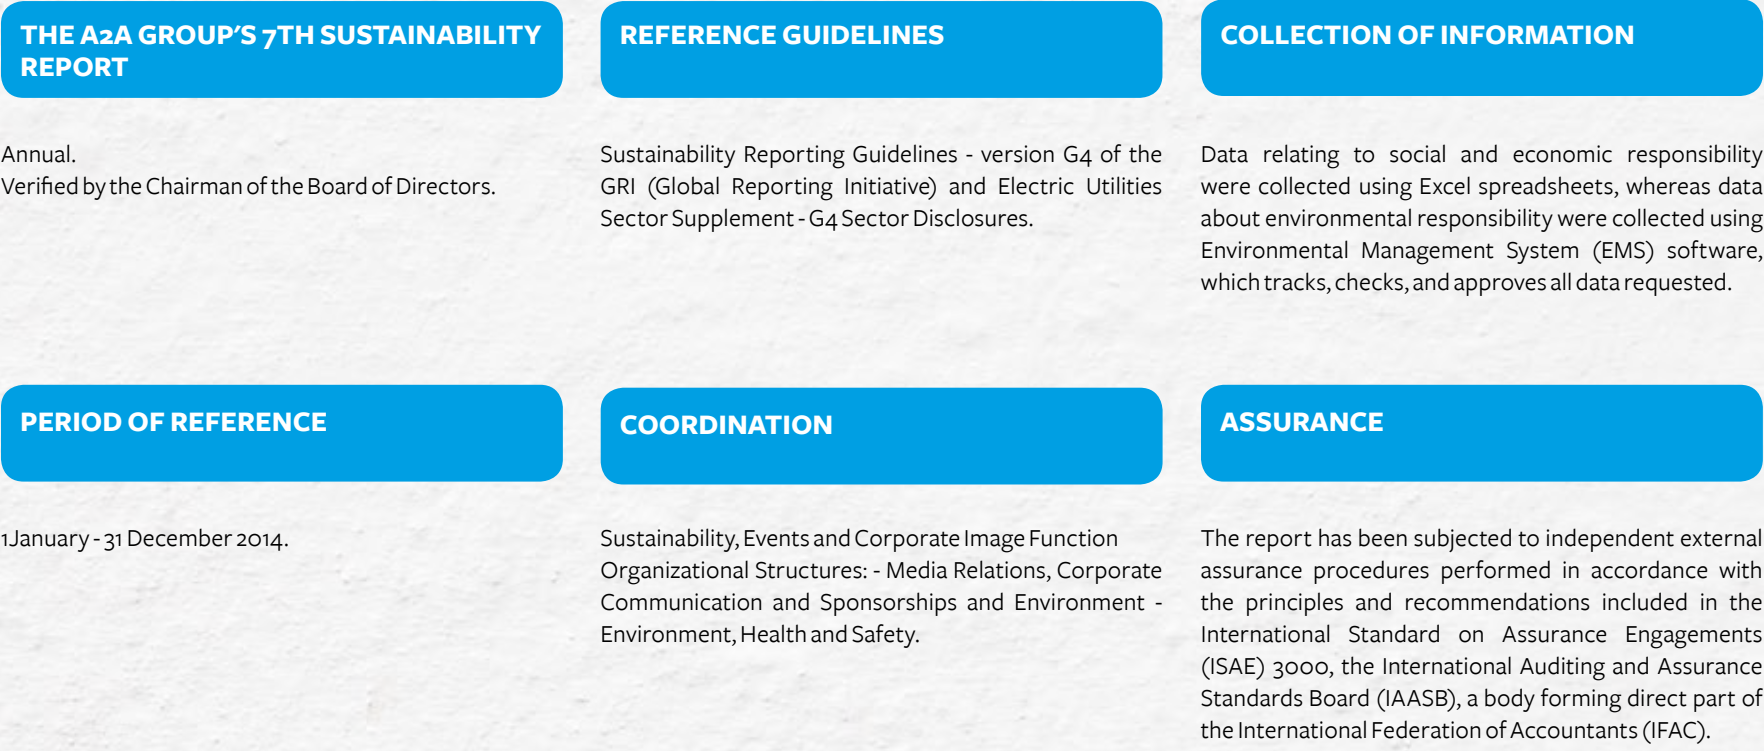 THE A2A GROUP'S 7TH SUSTAINABILITY
REPORT
Annual.
Verified by the Chairman of the Board of Directors.
REFERENCE GUIDELINES
Sustainability Reporting Guidelines - version G4 of the
GRI (Global Reporting Initiative) and Electric Utilities
Sector Supplement - G4 Sector Disclosures.
COLLECTION OF INFORMATION
Data relating to social and economic responsibility
were collected using Excel spreadsheets, whereas data
about environmental responsibility were collected using
Environmental Management System (EMS) software,
which tracks, checks, and approves all data requested.
PERIOD OF REFERENCE
1January - 31 December 2014.
COORDINATION
Sustainability, Events and Corporate Image Function
Organizational Structures: - Media Relations, Corporate
Communication and Sponsorships and Environment -
Environment, Health and Safety.
ASSURANCE
The report has been subjected to independent external
assurance procedures performed in accordance with
the principles and recommendations included in the
International Standard on Assurance Engagements
(ISAE) 3000, the International Auditing and Assurance
Standards Board (IAASB), a body forming direct part of
the International Federation of Accountants (IFAC).